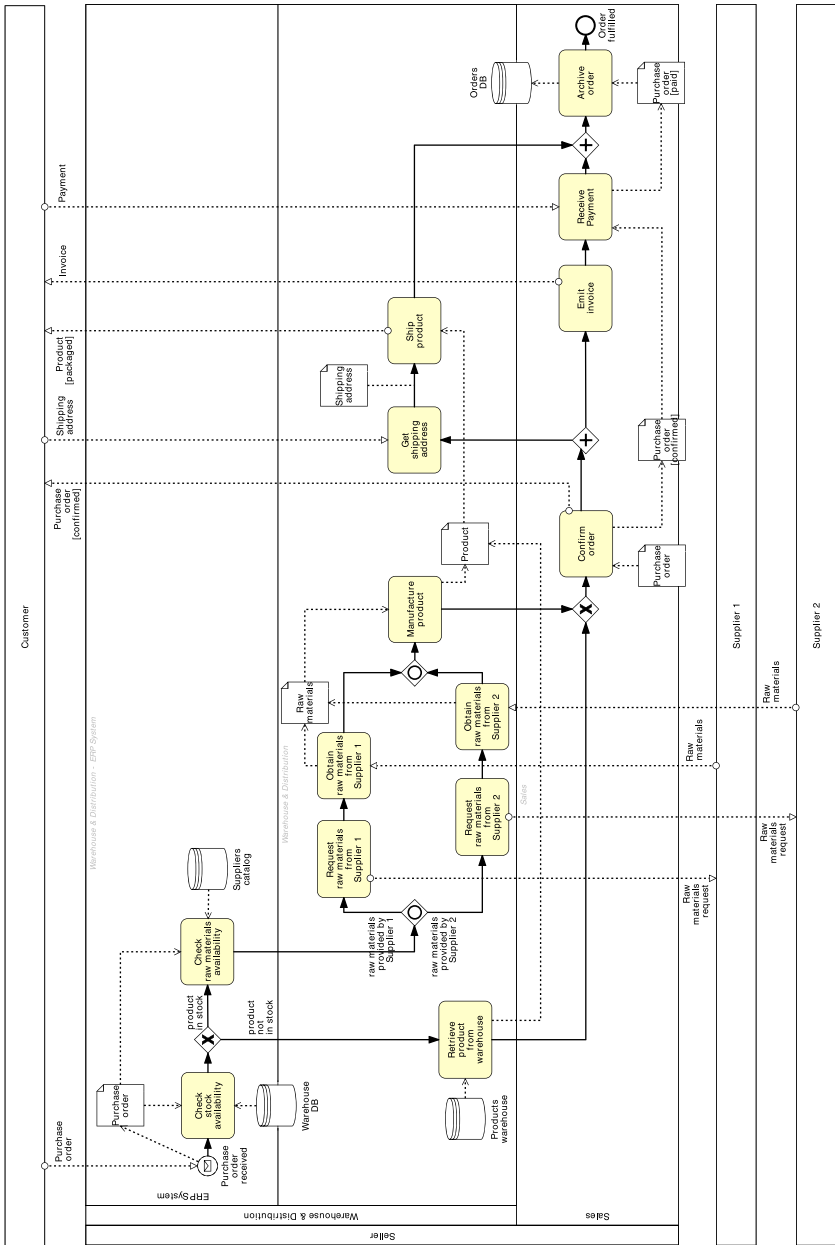 Customer
Purchase
order
Purchase
order
[confirmed]
Shipping
address
Product
[packaged]
Invoice
Payment
Seller
Warehouse & Distribution
ERPSystem
Sales
Warehouse & Distribution - ERP System
Warehouse & Distribution
Sales
Purchase
order
received
Purchase
order
Check
stock
availability
Warehouse
DB
product
in stock
product
not
in stock
Check
raw materials
availability
Suppliers
catalog
Products
warehouse
Retrieve
product
from
warehouse
raw materials
provided by
Supplier 1
raw materials
provided by
Supplier 2
Request
raw materials
from
Supplier 1
Obtain
raw materials
from
Supplier 1
Request
raw materials
from
Supplier 2
Obtain
raw materials
from
Supplier 2
Raw
materials
Manufacture
product
Product
Get
shipping
address
Shipping
address
Ship
product
Purchase
order
Confirm
order
Purchase
order
[confirmed]
Emit
invoice
Receive
Payment
Purchase
order
[paid]
Archive
order
Orders
DB
Order
fulfilled
Raw
materials
request
Raw
materials
Supplier 1
Raw
materials
request
Raw
materials
Supplier 2